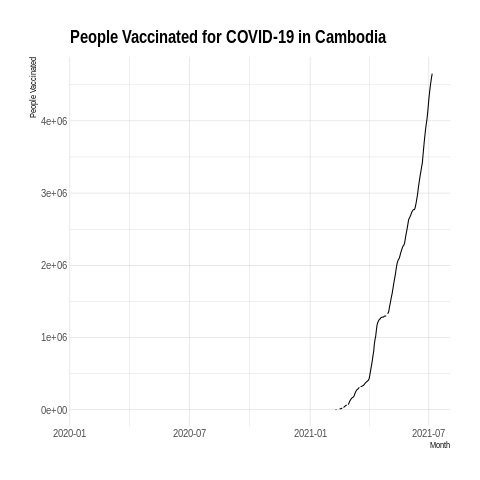 People Vaccinated for COVID-19 in Cambodia
People Vaccinated
4e+06
3e+06
2e+06
1e+06
0e+00
2020-01 2020-07 2021-01 2021-07
Month